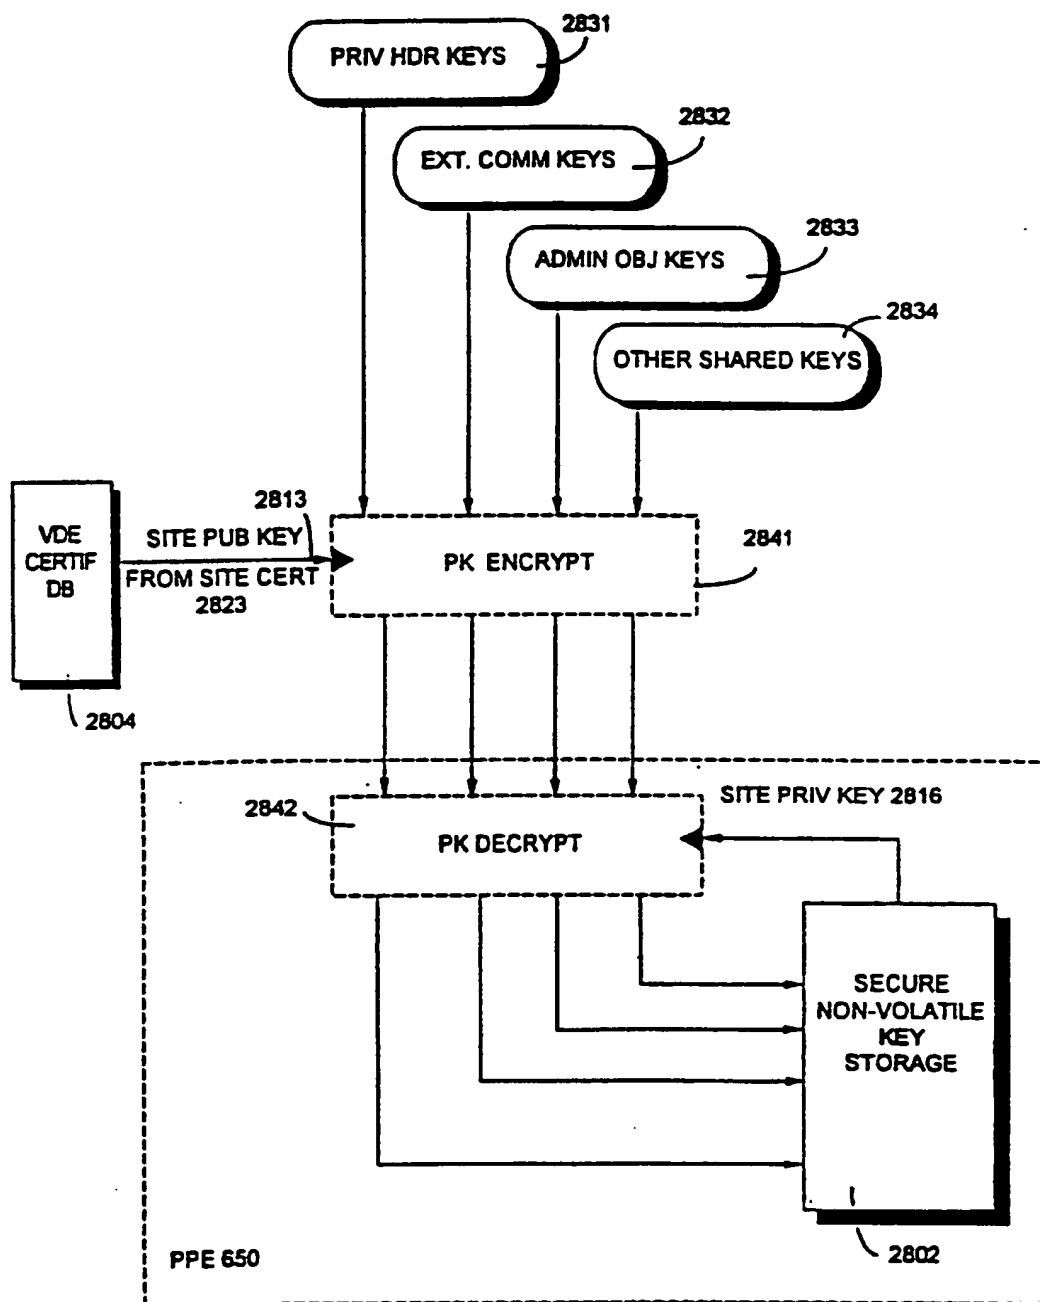 2831
PRIV HDR KEYS
2832
EXT. COMM KEYS
2833
ADMIN OBJ KEYS
2834
OTHER SHARED KEYS
VDE
CERTIF
DB
2804
2813
SITE PUB KEY
FROM SITE CERT
2823
PK ENCRYPT
2841
2842
PK DECRYPT
SITE PRIV KEY 2816
SECURE
NON-VOLATILE
KEY
STORAGE
2802
PPE 650